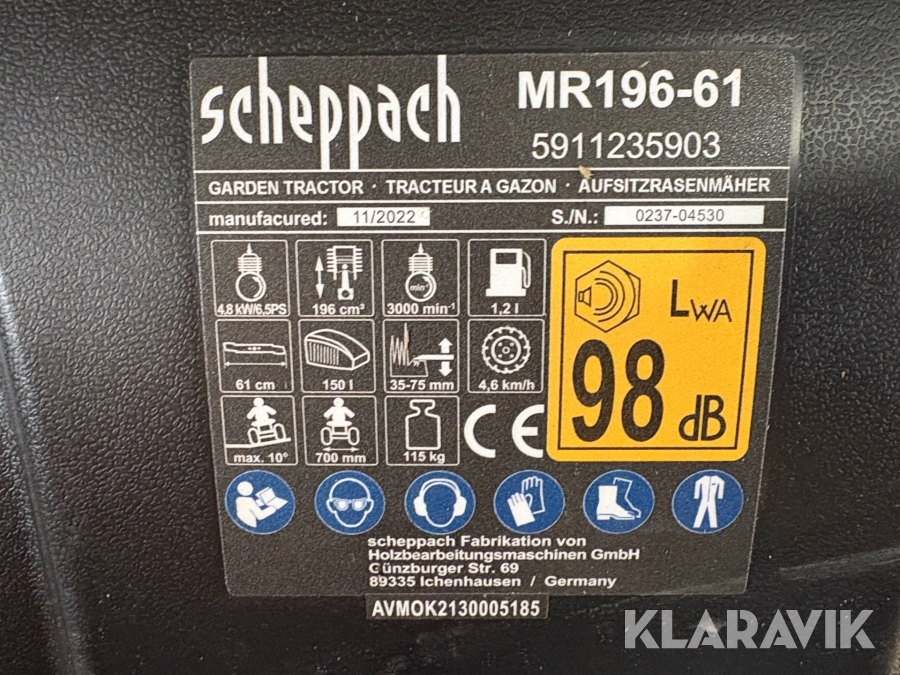 scheppach
MR196-61
5911235903
GARDEN TRACTOR · TRACTEUR A GAZON · AUFSITZRASENMÄHER
manufacured: 11/2022 S./N.: 0237-04530
4,8 kW/6,5PS 196 cm³ min⁻¹ 3000 min⁻¹ 1,2 l
LWA
98 dB
61 cm 150 l 35-75 mm 4,6 km/h
max. 10° 700 mm 115 kg CE
scheppach Fabrikation von
Holzbearbeitungsmaschinen GmbH
Günzburger Str. 69
89335 Ichenhausen / Germany
AVMOK2130005185
KLARAVIK